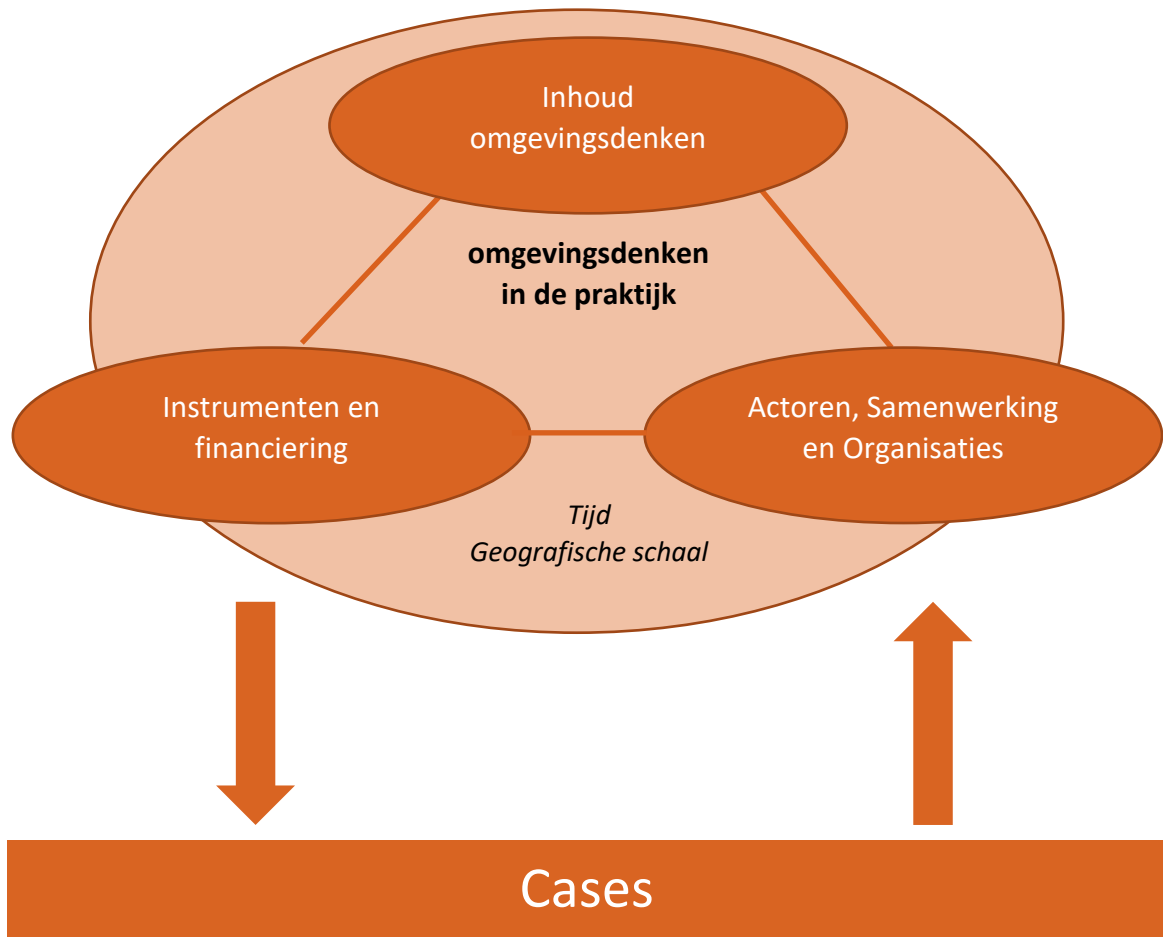 Inhoud
omgevingsdenken
omgevingsdenken
in de praktijk
Instrumenten en
financiering
Actoren, Samenwerking
en Organisaties
Tijd
Geografische schaal
Cases